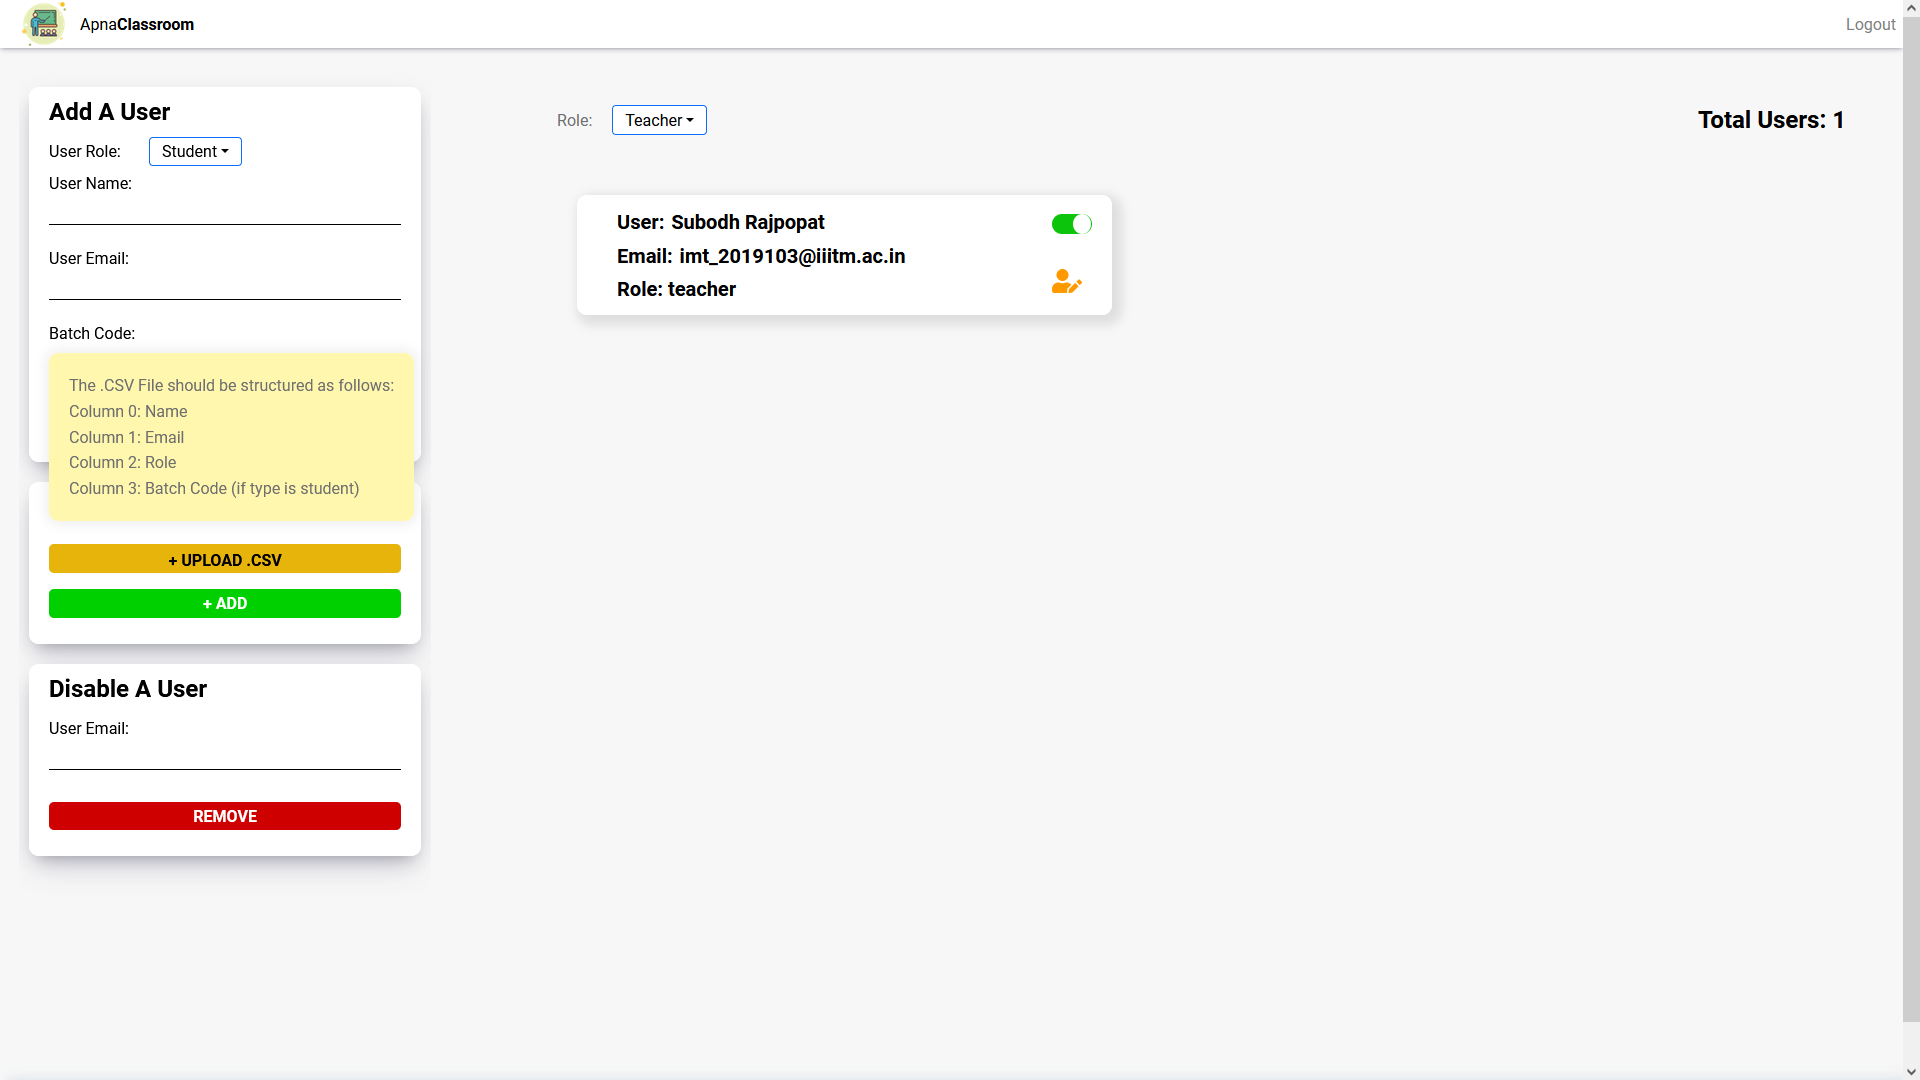 ApnaClassroom
Logout
Add A User
User Role: Student
User Name:
User Email:
Batch Code:
The .CSV File should be structured as follows:
Column 0: Name
Column 1: Email
Column 2: Role
Column 3: Batch Code (if type is student)
+ UPLOAD .CSV
+ ADD
Disable A User
User Email:
REMOVE
Role: Teacher
Total Users: 1
User: Subodh Rajpopat
Email: imt_2019103@iiitm.ac.in
Role: teacher